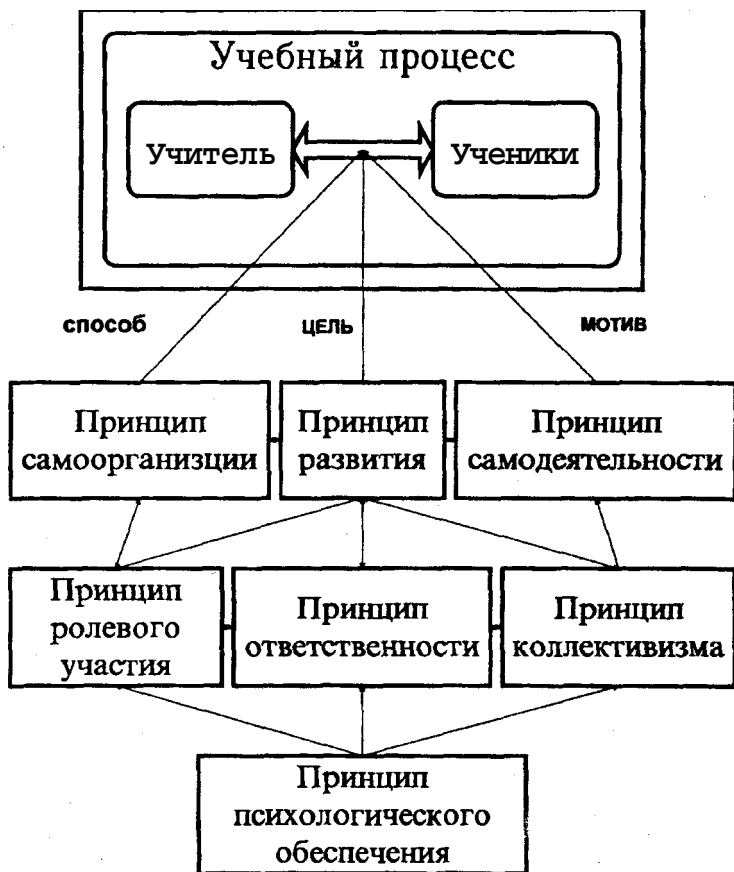 Учебный процесс
Учитель
Ученики
способ
цель
мотив
Принцип
самоорганизции
Принцип
развития
Принцип
самодеятельности
Принцип
ролевого
участия
Принцип
ответственности
Принцип
коллективизма
Принцип
психологического
обеспечения